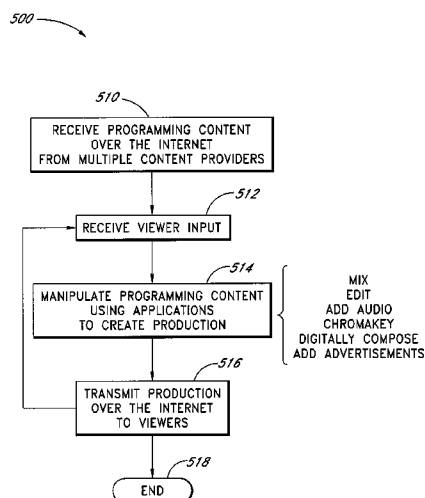 500
510
RECEIVE PROGRAMMING CONTENT
OVER THE INTERNET
FROM MULTIPLE CONTENT PROVIDERS
512
RECEIVE VIEWER INPUT
514
MANIPULATE PROGRAMMING CONTENT
USING APPLICATIONS
TO CREATE PRODUCTION
MIX
EDIT
ADD AUDIO
CHROMAKEY
DIGITALLY COMPOSE
ADD ADVERTISEMENTS
516
TRANSMIT PRODUCTION
OVER THE INTERNET
TO VIEWERS
518
END